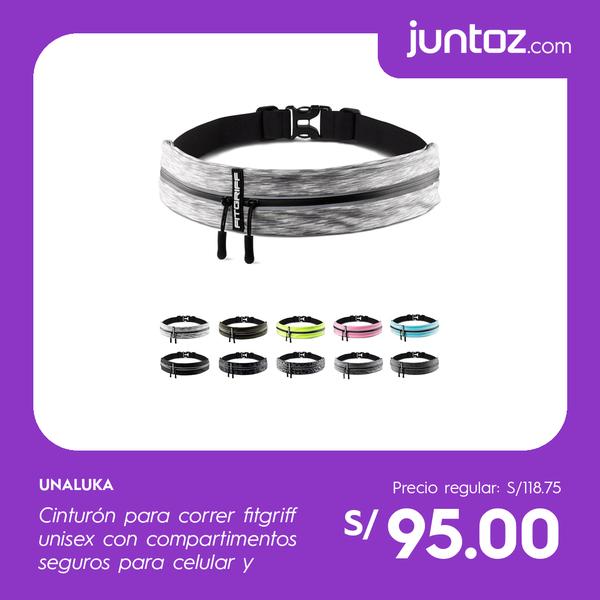 juntoz.com
FITGRIFF
UNALUKA
Cinturón para correr fitgriff
unisex con compartimentos
seguros para celular y
Precio regular: S/118.75
S/95.00